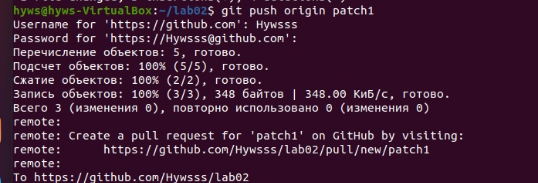 hyws@hyws-VirtualBox:~/lab02$ git push origin patch1
Username for 'https://github.com': Hywsss
Password for 'https://Hywsss@github.com':
Перечисление объектов: 5, готово.
Подсчет объектов: 100% (5/5), готово.
Сжатие объектов: 100% (2/2), готово.
Запись объектов: 100% (3/3), 348 байтов | 348.00 КиБ/с, готово.
Всего 3 (изменения 0), повторно использовано 0 (изменения 0)
remote:
remote: Create a pull request for 'patch1' on GitHub by visiting:
remote:      https://github.com/Hywsss/lab02/pull/new/patch1
remote:
To https://github.com/Hywsss/lab02